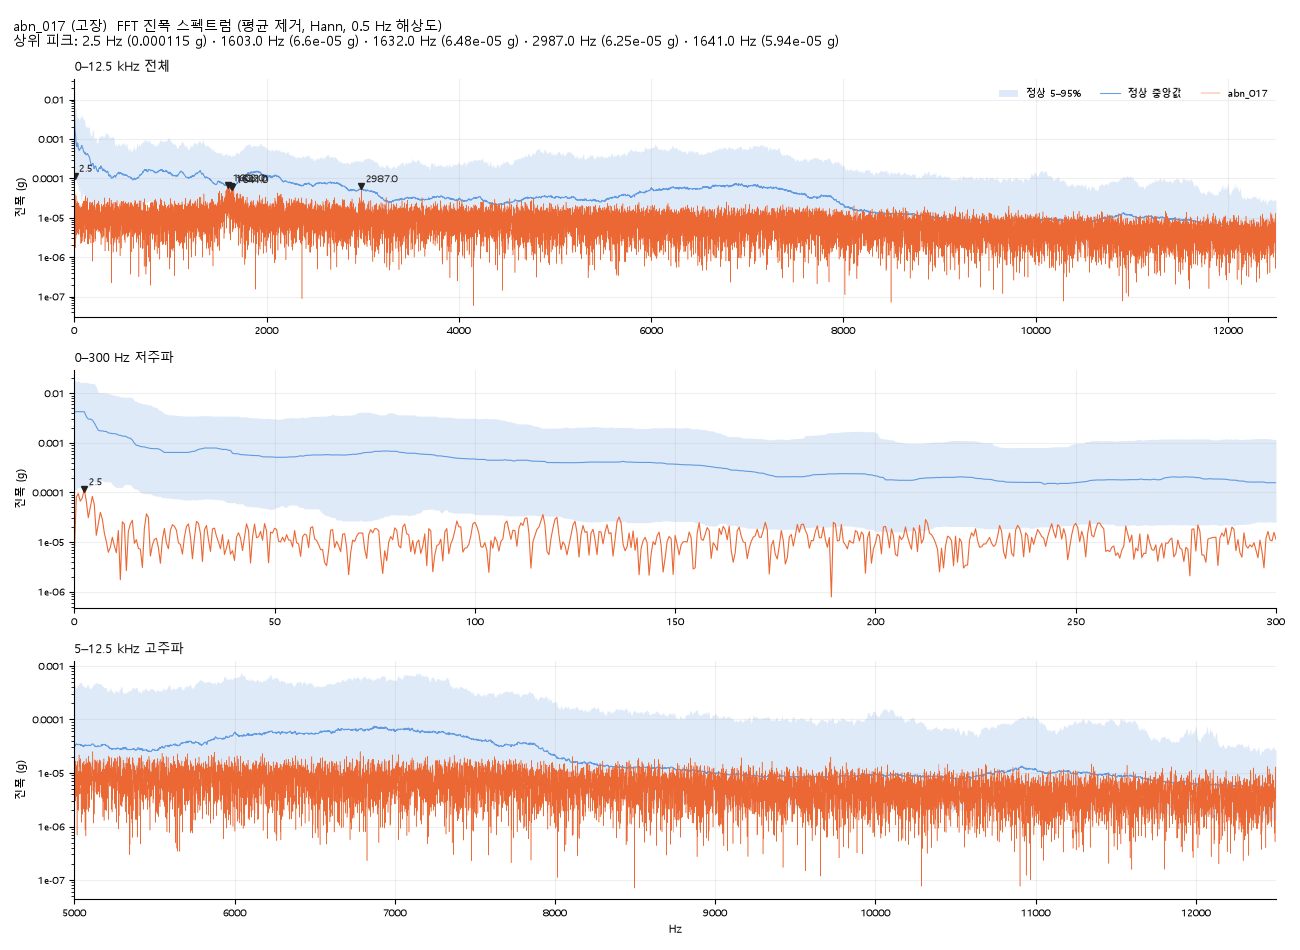 abn_017 (고장)  FFT 진폭 스펙트럼 (평균 제거, Hann, 0.5 Hz 해상도)
상위 피크: 2.5 Hz (0.000115 g) · 1603.0 Hz (6.6e-05 g) · 1632.0 Hz (6.48e-05 g) · 2987.0 Hz (6.25e-05 g) · 1641.0 Hz (5.94e-05 g)
0–12.5 kHz 전체
정상 5–95% 정상 중앙값 abn_017
0.01
0.001
0.0001
1e-05
1e-06
1e-07
진폭 (g)
2.5
2987.0
0 2000 4000 6000 8000 10000 12000
0–300 Hz 저주파
0.01
0.001
0.0001
1e-05
1e-06
진폭 (g)
2.5
0 50 100 150 200 250 300
5–12.5 kHz 고주파
0.001
0.0001
1e-05
1e-06
1e-07
진폭 (g)
5000 6000 7000 8000 9000 10000 11000 12000
Hz